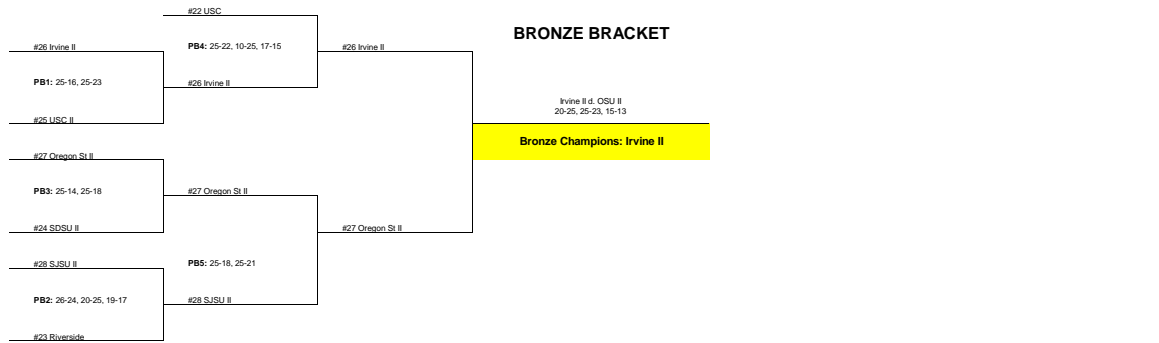 #22 USC
BRONZE BRACKET
#26 Irvine II
PB4: 25-22, 10-25, 17-15
#26 Irvine II
PB1: 25-16, 25-23
#26 Irvine II
Irvine II d. OSU II
20-25, 25-23, 15-13
#25 USC II
Bronze Champions: Irvine II
#27 Oregon St II
PB3: 25-14, 25-18
#27 Oregon St II
#24 SDSU II
#27 Oregon St II
#28 SJSU II
PB5: 25-18, 25-21
PB2: 26-24, 20-25, 19-17
#28 SJSU II
#23 Riverside